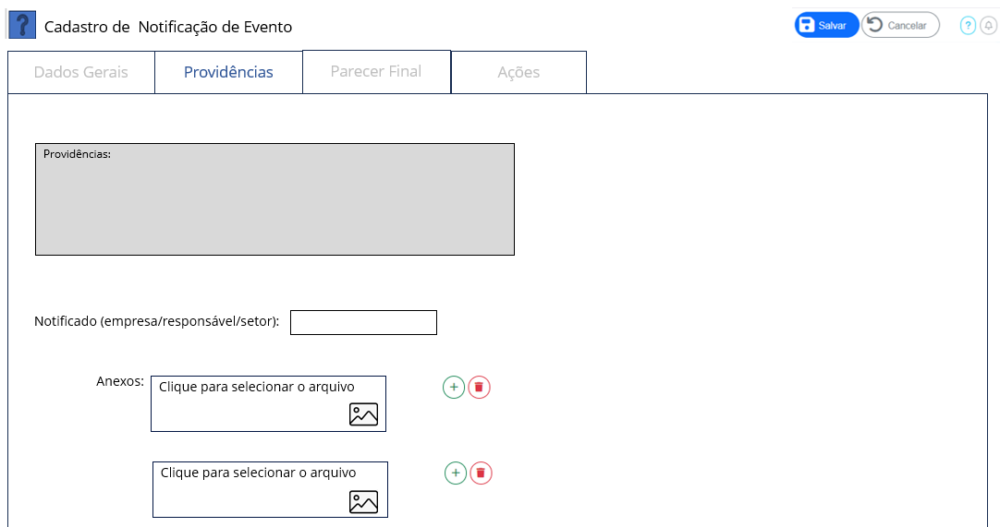 Cadastro de  Notificação de Evento
Salvar
Cancelar
?
Dados Gerais
Providências
Parecer Final
Ações
Providências:
Notificado (empresa/responsável/setor):
Anexos:
Clique para selecionar o arquivo
Clique para selecionar o arquivo